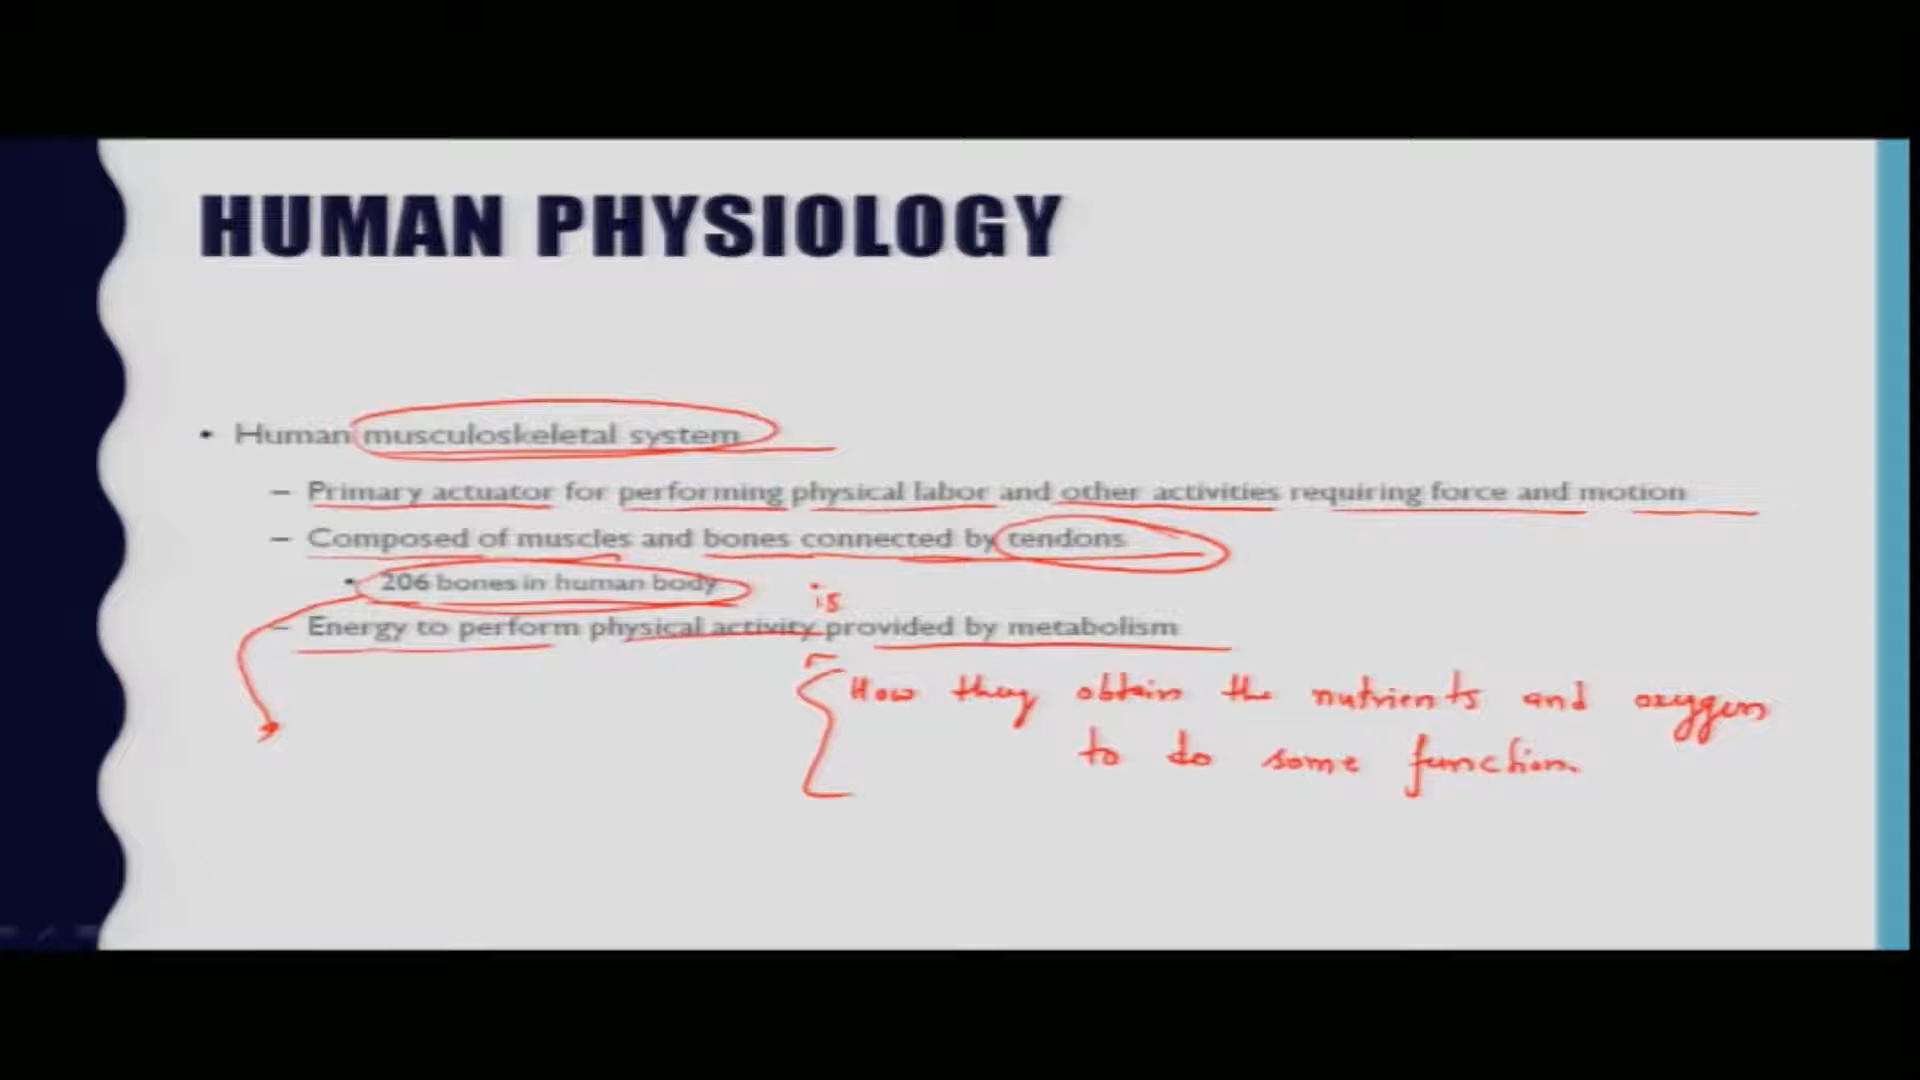 HUMAN PHYSIOLOGY
• Human musculoskeletal system
– Primary actuator for performing physical labor and other activities requiring force and motion
– Composed of muscles and bones connected by tendons
• 206 bones in human body
is
– Energy to perform physical activity provided by metabolism
How they obtain the nutrients and oxygen
to do some function.